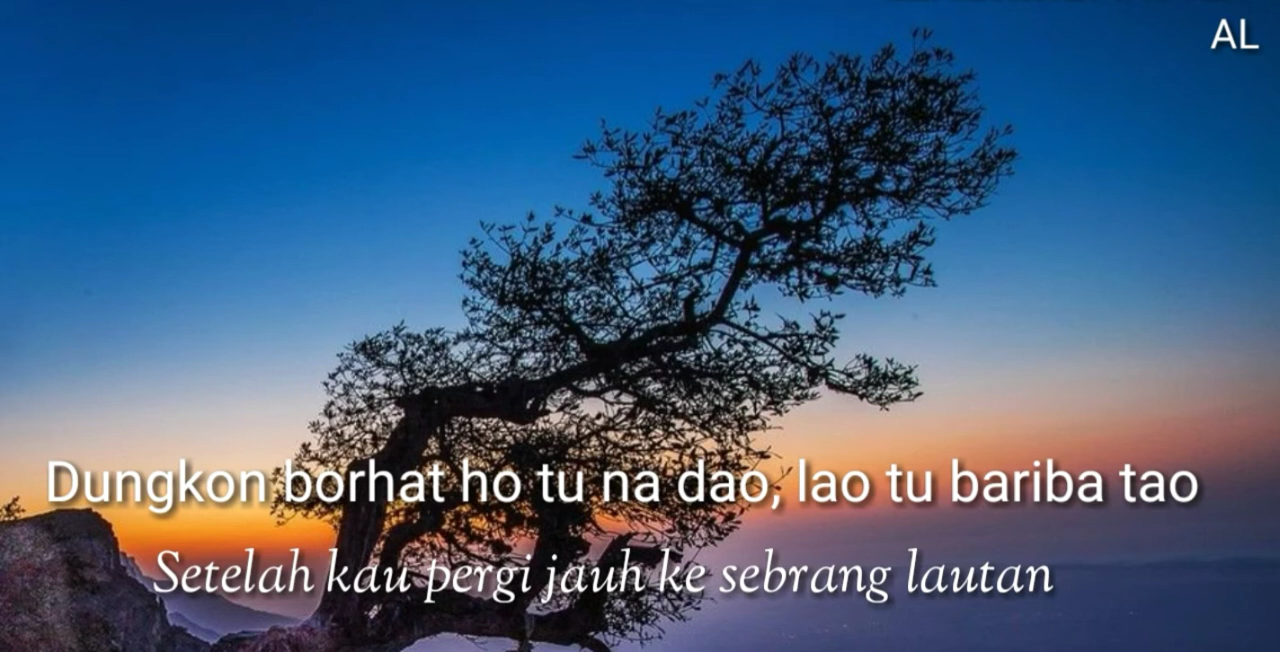 AL
Dungkon borhat ho tu na dao, lao tu bariba tao
Setelah kau pergi jauh ke sebrang lautan